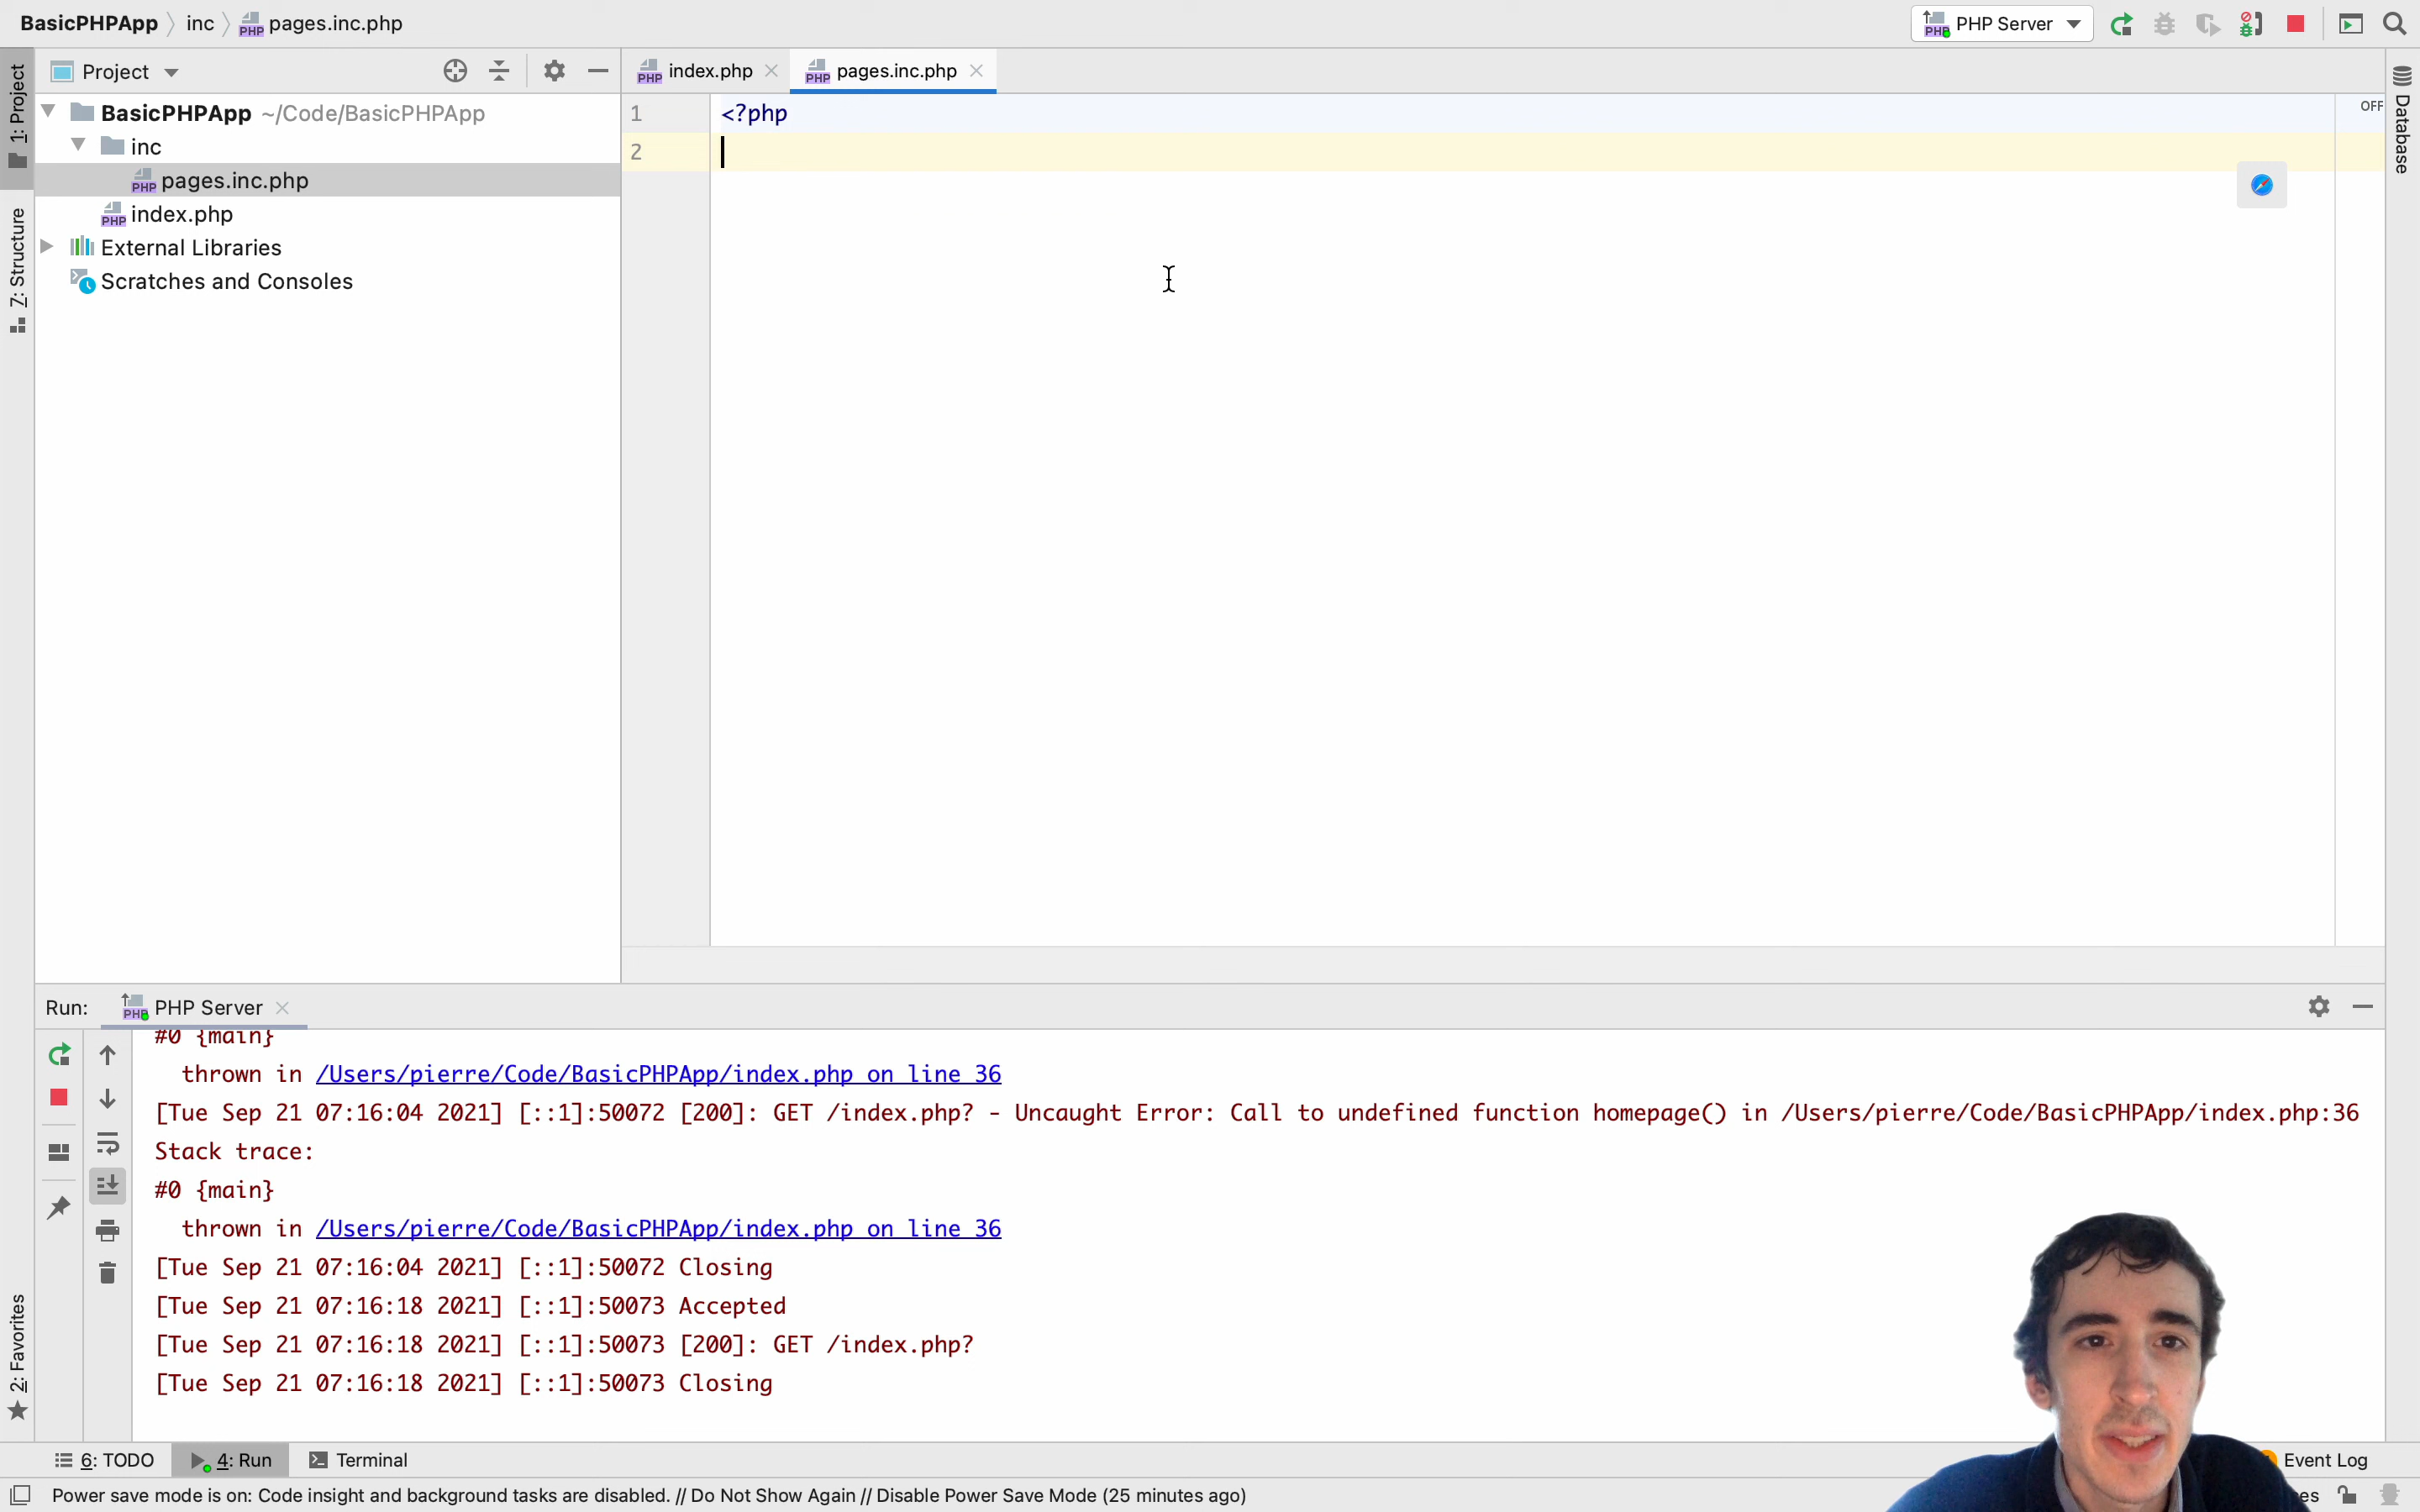 BasicPHPApp inc pages.inc.php
PHP Server
1: Project
Z: Structure
2: Favorites
Project
BasicPHPApp ~/Code/BasicPHPApp
inc
pages.inc.php
index.php
External Libraries
Scratches and Consoles
index.php pages.inc.php
1 <?php
2
OFF
Database
Run: PHP Server
#0 {main}
thrown in /Users/pierre/Code/BasicPHPApp/index.php on line 36
[Tue Sep 21 07:16:04 2021] [::1]:50072 [200]: GET /index.php? - Uncaught Error: Call to undefined function homepage() in /Users/pierre/Code/BasicPHPApp/index.php:36
Stack trace:
#0 {main}
thrown in /Users/pierre/Code/BasicPHPApp/index.php on line 36
[Tue Sep 21 07:16:04 2021] [::1]:50072 Closing
[Tue Sep 21 07:16:18 2021] [::1]:50073 Accepted
[Tue Sep 21 07:16:18 2021] [::1]:50073 [200]: GET /index.php?
[Tue Sep 21 07:16:18 2021] [::1]:50073 Closing
6: TODO 4: Run Terminal Event Log
Power save mode is on: Code insight and background tasks are disabled. // Do Not Show Again // Disable Power Save Mode (25 minutes ago)